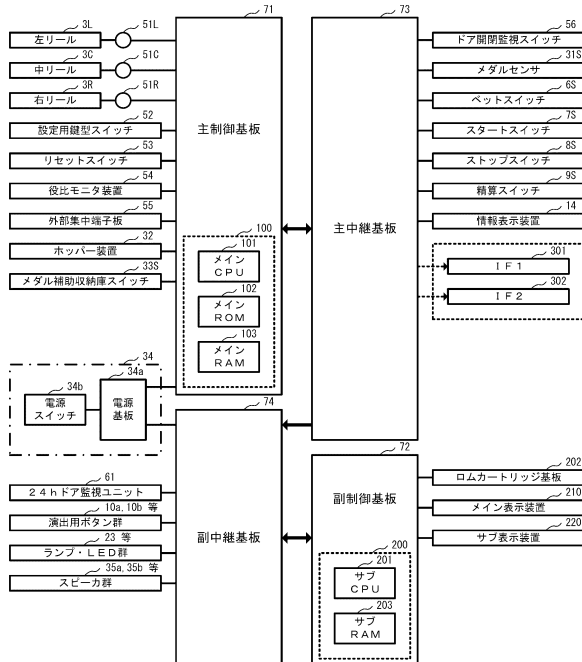 71
主制御基板
3L
左リール
51L
3C
中リール
51C
3R
右リール
51R
52
設定用鍵型スイッチ
53
リセットスイッチ
54
役比モニタ装置
55
外部集中端子板
32
ホッパー装置
33S
メダル補助収納庫スイッチ
100
101
メイン
CPU
102
メイン
ROM
103
メイン
RAM
34
34a
電源
基板
34b
電源
スイッチ
73
主中継基板
56
ドア開閉監視スイッチ
31S
メダルセンサ
6S
ベットスイッチ
7S
スタートスイッチ
8S
ストップスイッチ
9S
精算スイッチ
14
情報表示装置
301
IF1
302
IF2
74
副中継基板
61
24hドア監視ユニット
10a, 10b 等
演出用ボタン群
23 等
ランプ・LED群
35a, 35b 等
スピーカ群
72
副制御基板
200
201
サブ
CPU
203
サブ
RAM
202
ロムカートリッジ基板
210
メイン表示装置
220
サブ表示装置